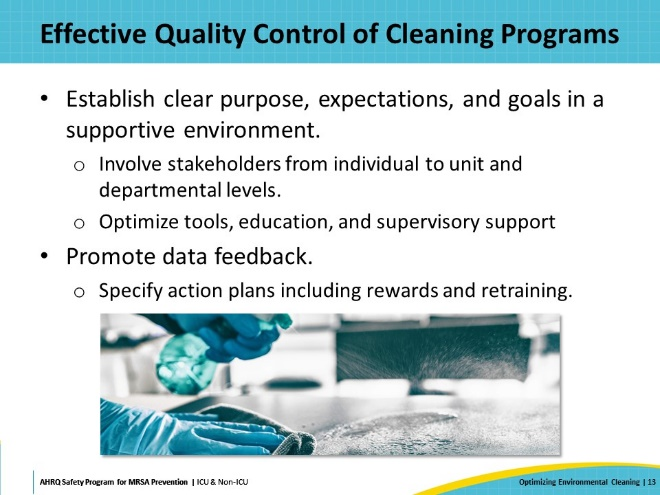 Effective Quality Control of Cleaning Programs
• Establish clear purpose, expectations, and goals in a
supportive environment.
o Involve stakeholders from individual to unit and
departmental levels.
o Optimize tools, education, and supervisory support
• Promote data feedback.
o Specify action plans including rewards and retraining.
AHRQ Safety Program for MRSA Prevention | ICU & Non-ICU
Optimizing Environmental Cleaning | 13